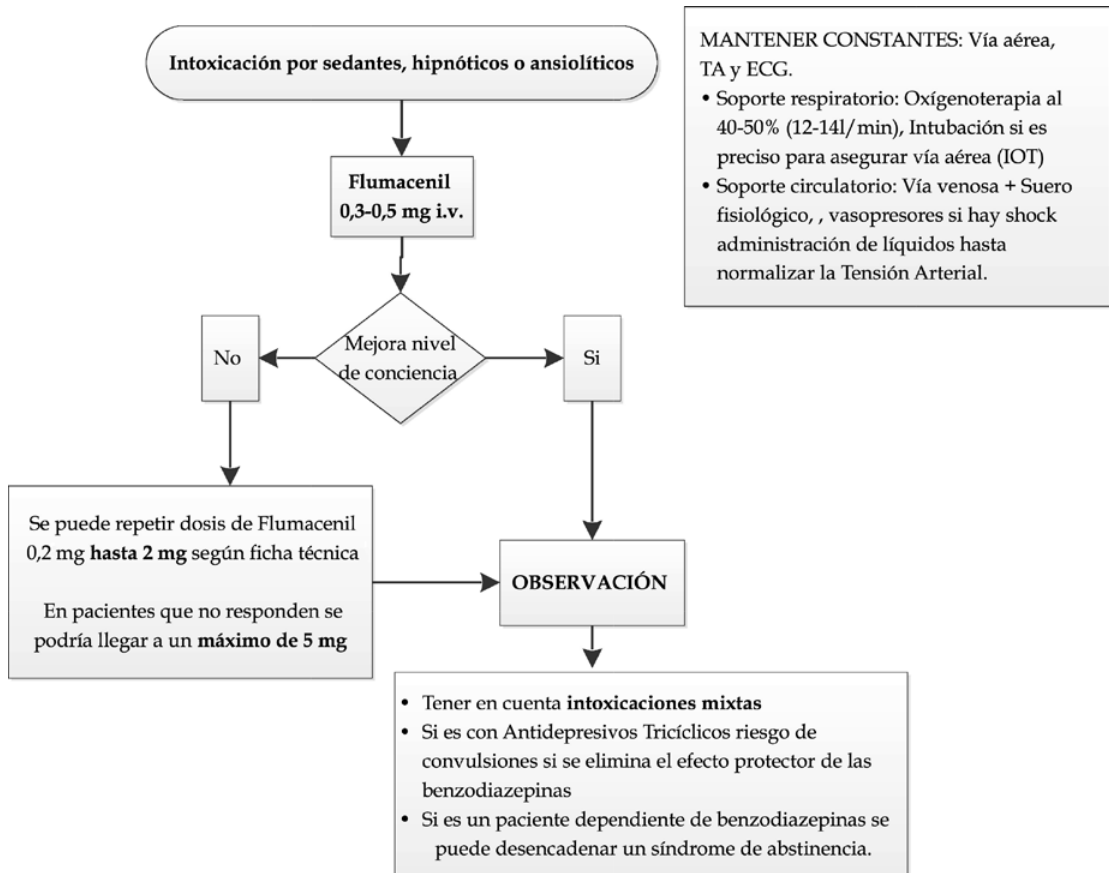 Intoxicación por sedantes, hipnóticos o ansiolíticos
MANTENER CONSTANTES: Vía aérea,
TA y ECG.
• Soporte respiratorio: Oxígenoterapia al
40-50% (12-14l/min), Intubación si es
preciso para asegurar vía aérea (IOT)
• Soporte circulatorio: Vía venosa + Suero
fisiológico, , vasopresores si hay shock
administración de líquidos hasta
normalizar la Tensión Arterial.
Flumacenil
0,3-0,5 mg i.v.
Mejora nivel
de conciencia
No
Si
Se puede repetir dosis de Flumacenil
0,2 mg hasta 2 mg según ficha técnica
En pacientes que no responden se
podría llegar a un máximo de 5 mg
OBSERVACIÓN
• Tener en cuenta intoxicaciones mixtas
• Si es con Antidepresivos Tricíclicos riesgo de
convulsiones si se elimina el efecto protector de las
benzodiazepinas
• Si es un paciente dependiente de benzodiazepinas se
puede desencadenar un síndrome de abstinencia.